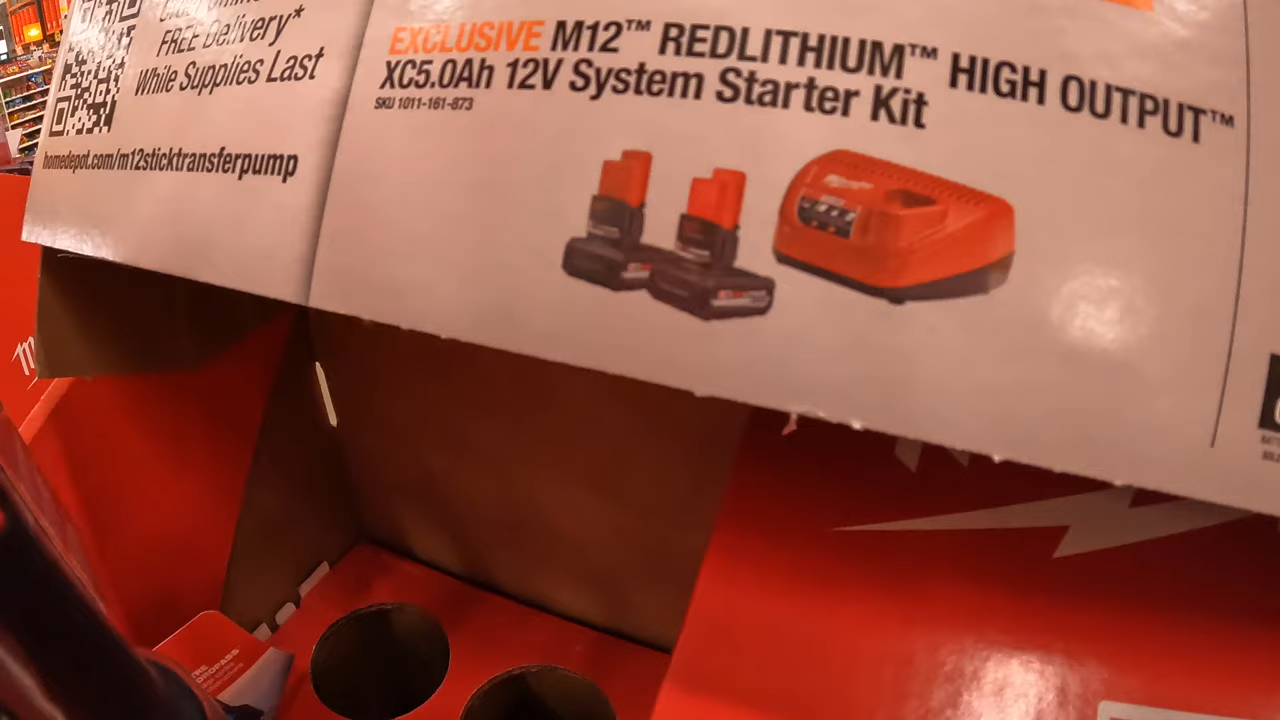 FREE Delivery*
While Supplies Last
homedepot.com/m12sticktransferpump
EXCLUSIVE M12™ REDLITHIUM™ HIGH OUTPUT™
XC5.0Ah 12V System Starter Kit
SKU 1011-161-873